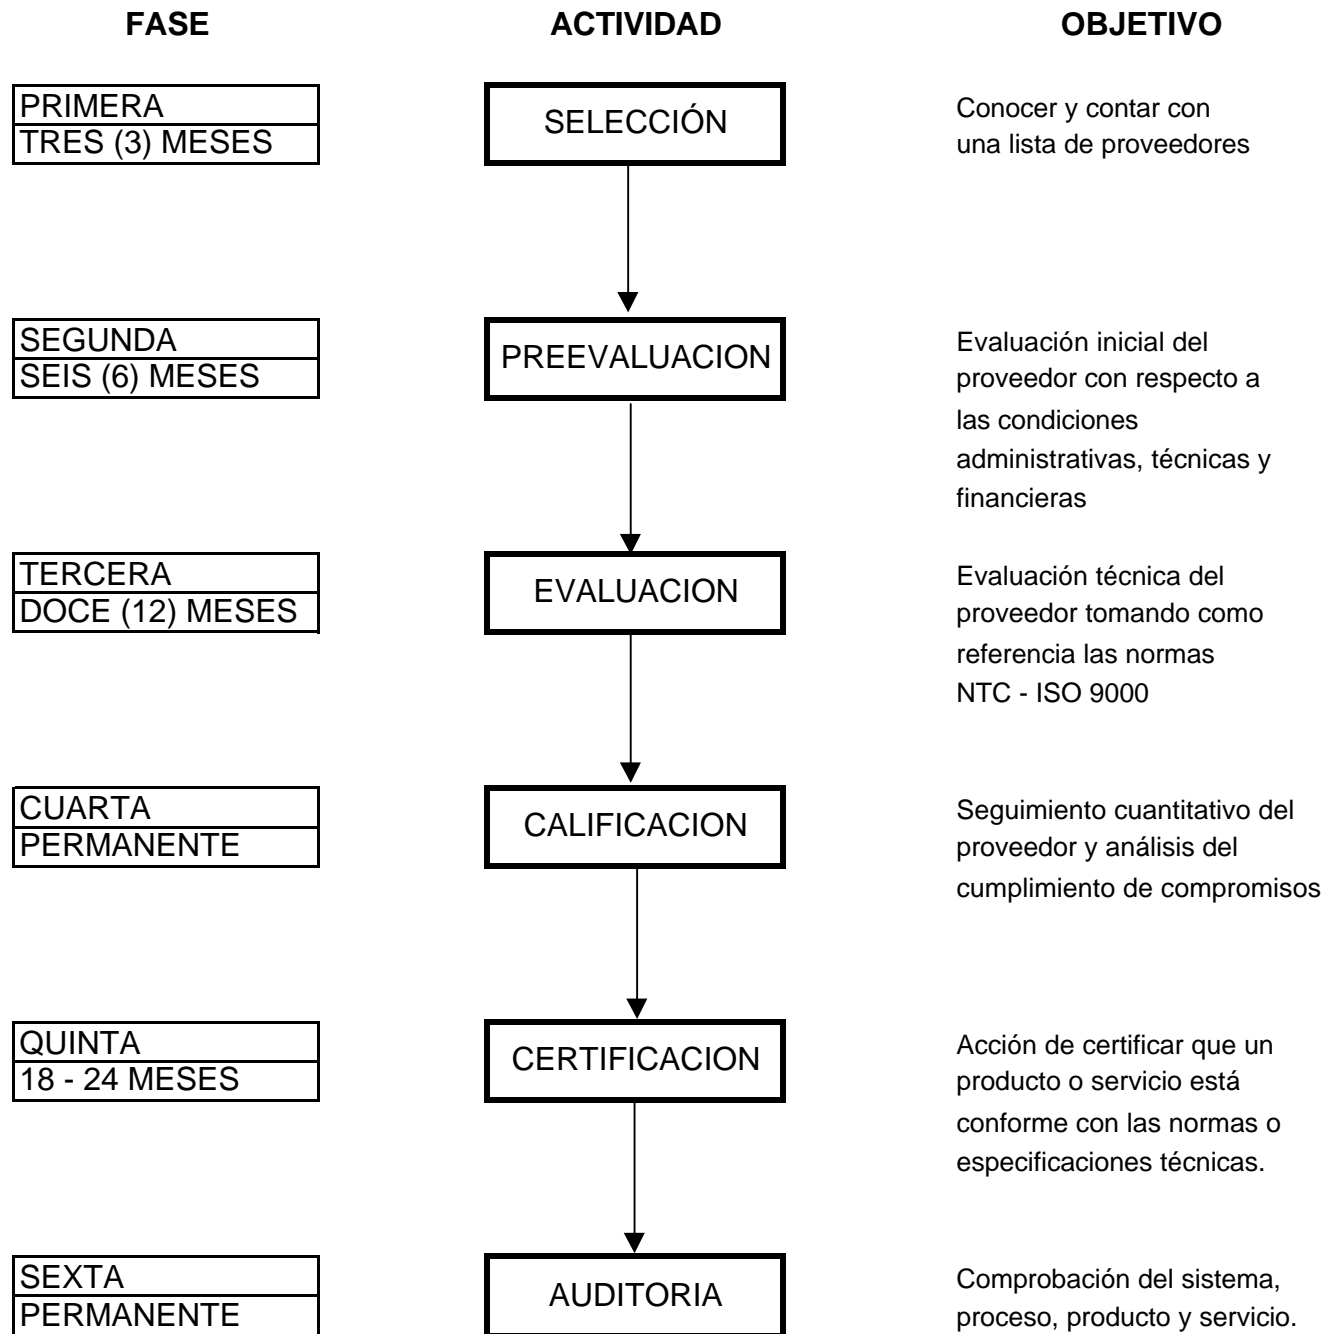 FASE ACTIVIDAD OBJETIVO
PRIMERA
TRES (3) MESES
SELECCIÓN
Conocer y contar con
una lista de proveedores
SEGUNDA
SEIS (6) MESES
PREEVALUACION
Evaluación inicial del
proveedor con respecto a
las condiciones
administrativas, técnicas y
financieras
TERCERA
DOCE (12) MESES
EVALUACION
Evaluación técnica del
proveedor tomando como
referencia las normas
NTC - ISO 9000
CUARTA
PERMANENTE
CALIFICACION
Seguimiento cuantitativo del
proveedor y análisis del
cumplimiento de compromisos
QUINTA
18 - 24 MESES
CERTIFICACION
Acción de certificar que un
producto o servicio está
conforme con las normas o
especificaciones técnicas.
SEXTA
PERMANENTE
AUDITORIA
Comprobación del sistema,
proceso, producto y servicio.